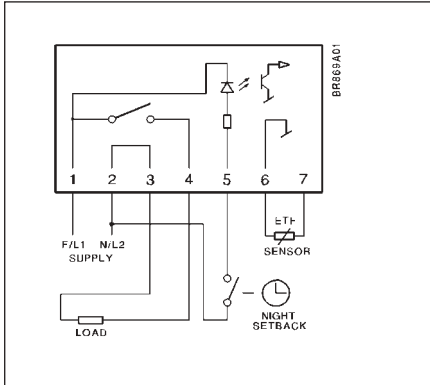 BR869A01
1 2 3 4 5 6 7
F/L1 N/L2
SUPPLY
ETF
SENSOR
NIGHT
SETBACK
LOAD